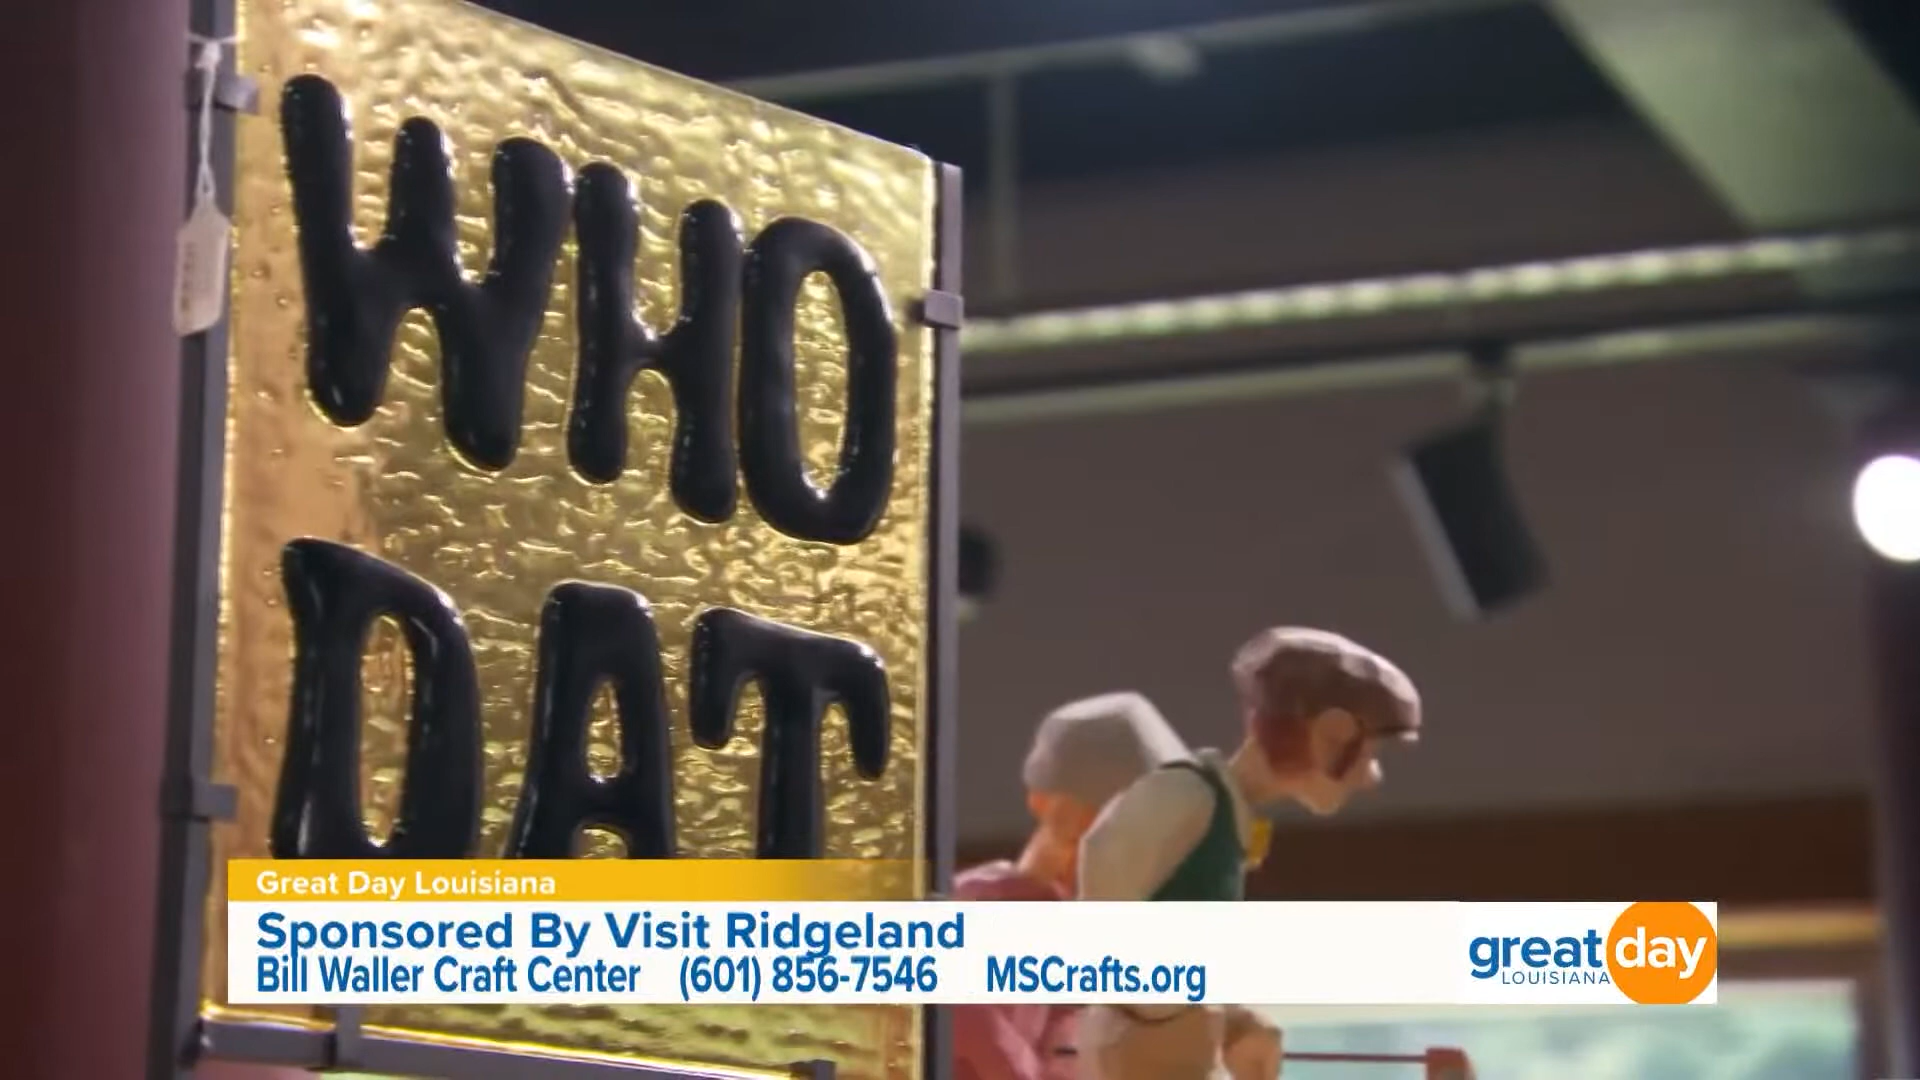 WHO
DAT
Great Day Louisiana
Sponsored By Visit Ridgeland
Bill Waller Craft Center (601) 856-7546 MSCrafts.org
great day
LOUISIANA